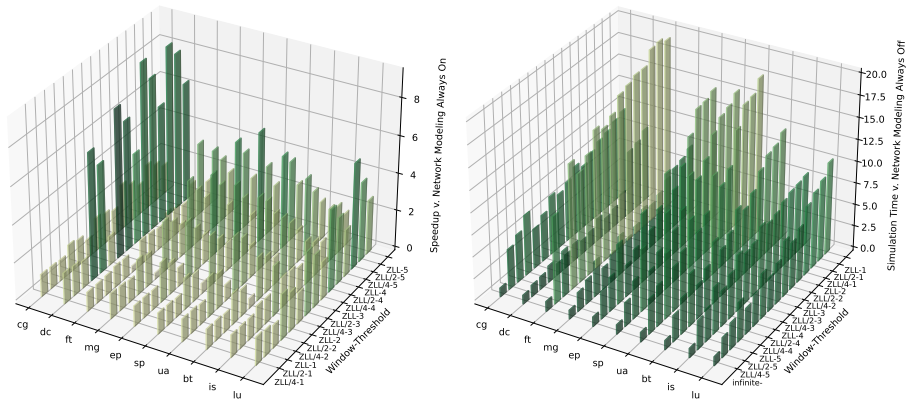 8
6
4
2
0
Speedup v. Network Modeling Always On
ZLL-5
ZLL/2-5
ZLL/4-5
ZLL-4
ZLL/2-4
ZLL/4-4
ZLL-3
ZLL/2-3
ZLL/4-3
ZLL-2
ZLL/2-2
ZLL/4-2
ZLL-1
ZLL/2-1
ZLL/4-1
Window-Threshold
cg
dc
ft
mg
ep
sp
ua
bt
is
lu
20.0
17.5
15.0
12.5
10.0
7.5
5.0
2.5
0.0
Simulation Time v. Network Modeling Always Off
ZLL-1
ZLL/2-1
ZLL/4-1
ZLL-2
ZLL/2-2
ZLL/4-2
ZLL-3
ZLL/2-3
ZLL/4-3
ZLL-4
ZLL/2-4
ZLL/4-4
ZLL-5
ZLL/2-5
ZLL/4-5
infinite-
Window-Threshold
cg
dc
ft
mg
ep
sp
ua
bt
is
lu